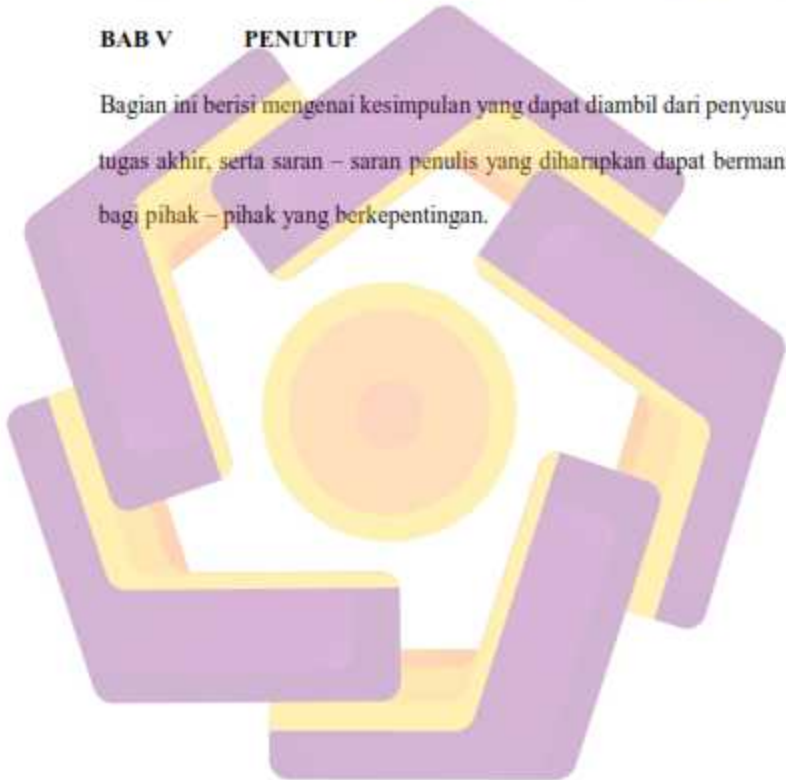 BAB V PENUTUP
Bagian ini berisi mengenai kesimpulan yang dapat diambil dari penyusu
tugas akhir, serta saran – saran penulis yang diharapkan dapat berman
bagi pihak – pihak yang berkepentingan.